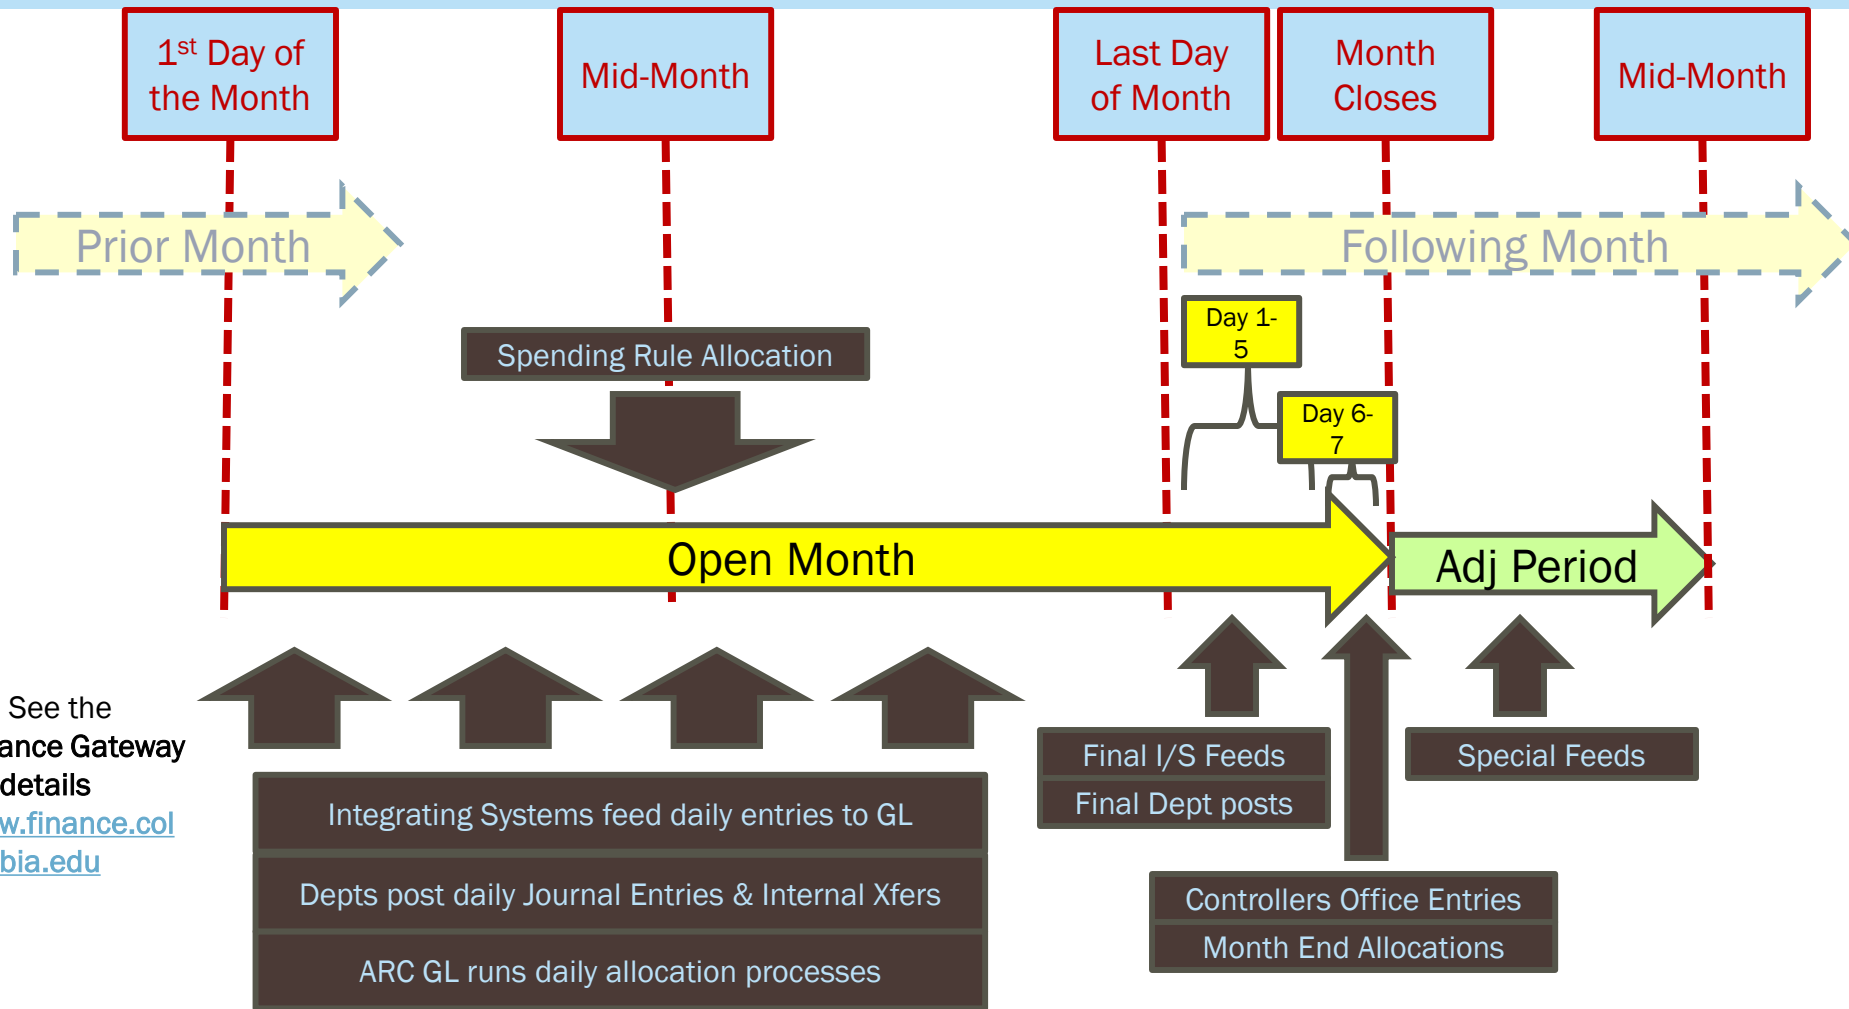 1st Day of
the Month
Mid-Month
Last Day
of Month
Month
Closes
Mid-Month
Prior Month
Following Month
Day 1-
5
Spending Rule Allocation
Day 6-
7
Open Month
Adj Period
See the
ance Gateway
details
w.finance.col
bia.edu
Final I/S Feeds
Final Dept posts
Special Feeds
Integrating Systems feed daily entries to GL
Depts post daily Journal Entries & Internal Xfers
ARC GL runs daily allocation processes
Controllers Office Entries
Month End Allocations